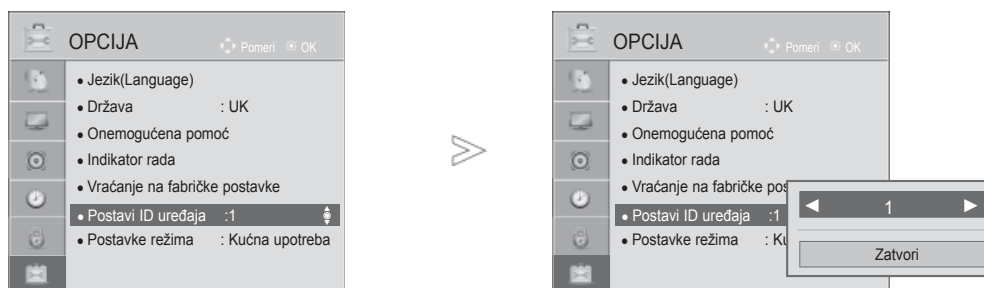 OPCIJA Pomeri OK
• Jezik(Language)
• Država : UK
• Onemogućena pomoć
• Indikator rada
• Vraćanje na fabričke postavke
• Postavi ID uređaja :1
• Postavke režima : Kućna upotreba
OPCIJA Pomeri OK
• Jezik(Language)
• Država : UK
• Onemogućena pomoć
• Indikator rada
• Vraćanje na fabričke pos
• Postavi ID uređaja :1
• Postavke režima : Ku
◄ 1 ►
Zatvori